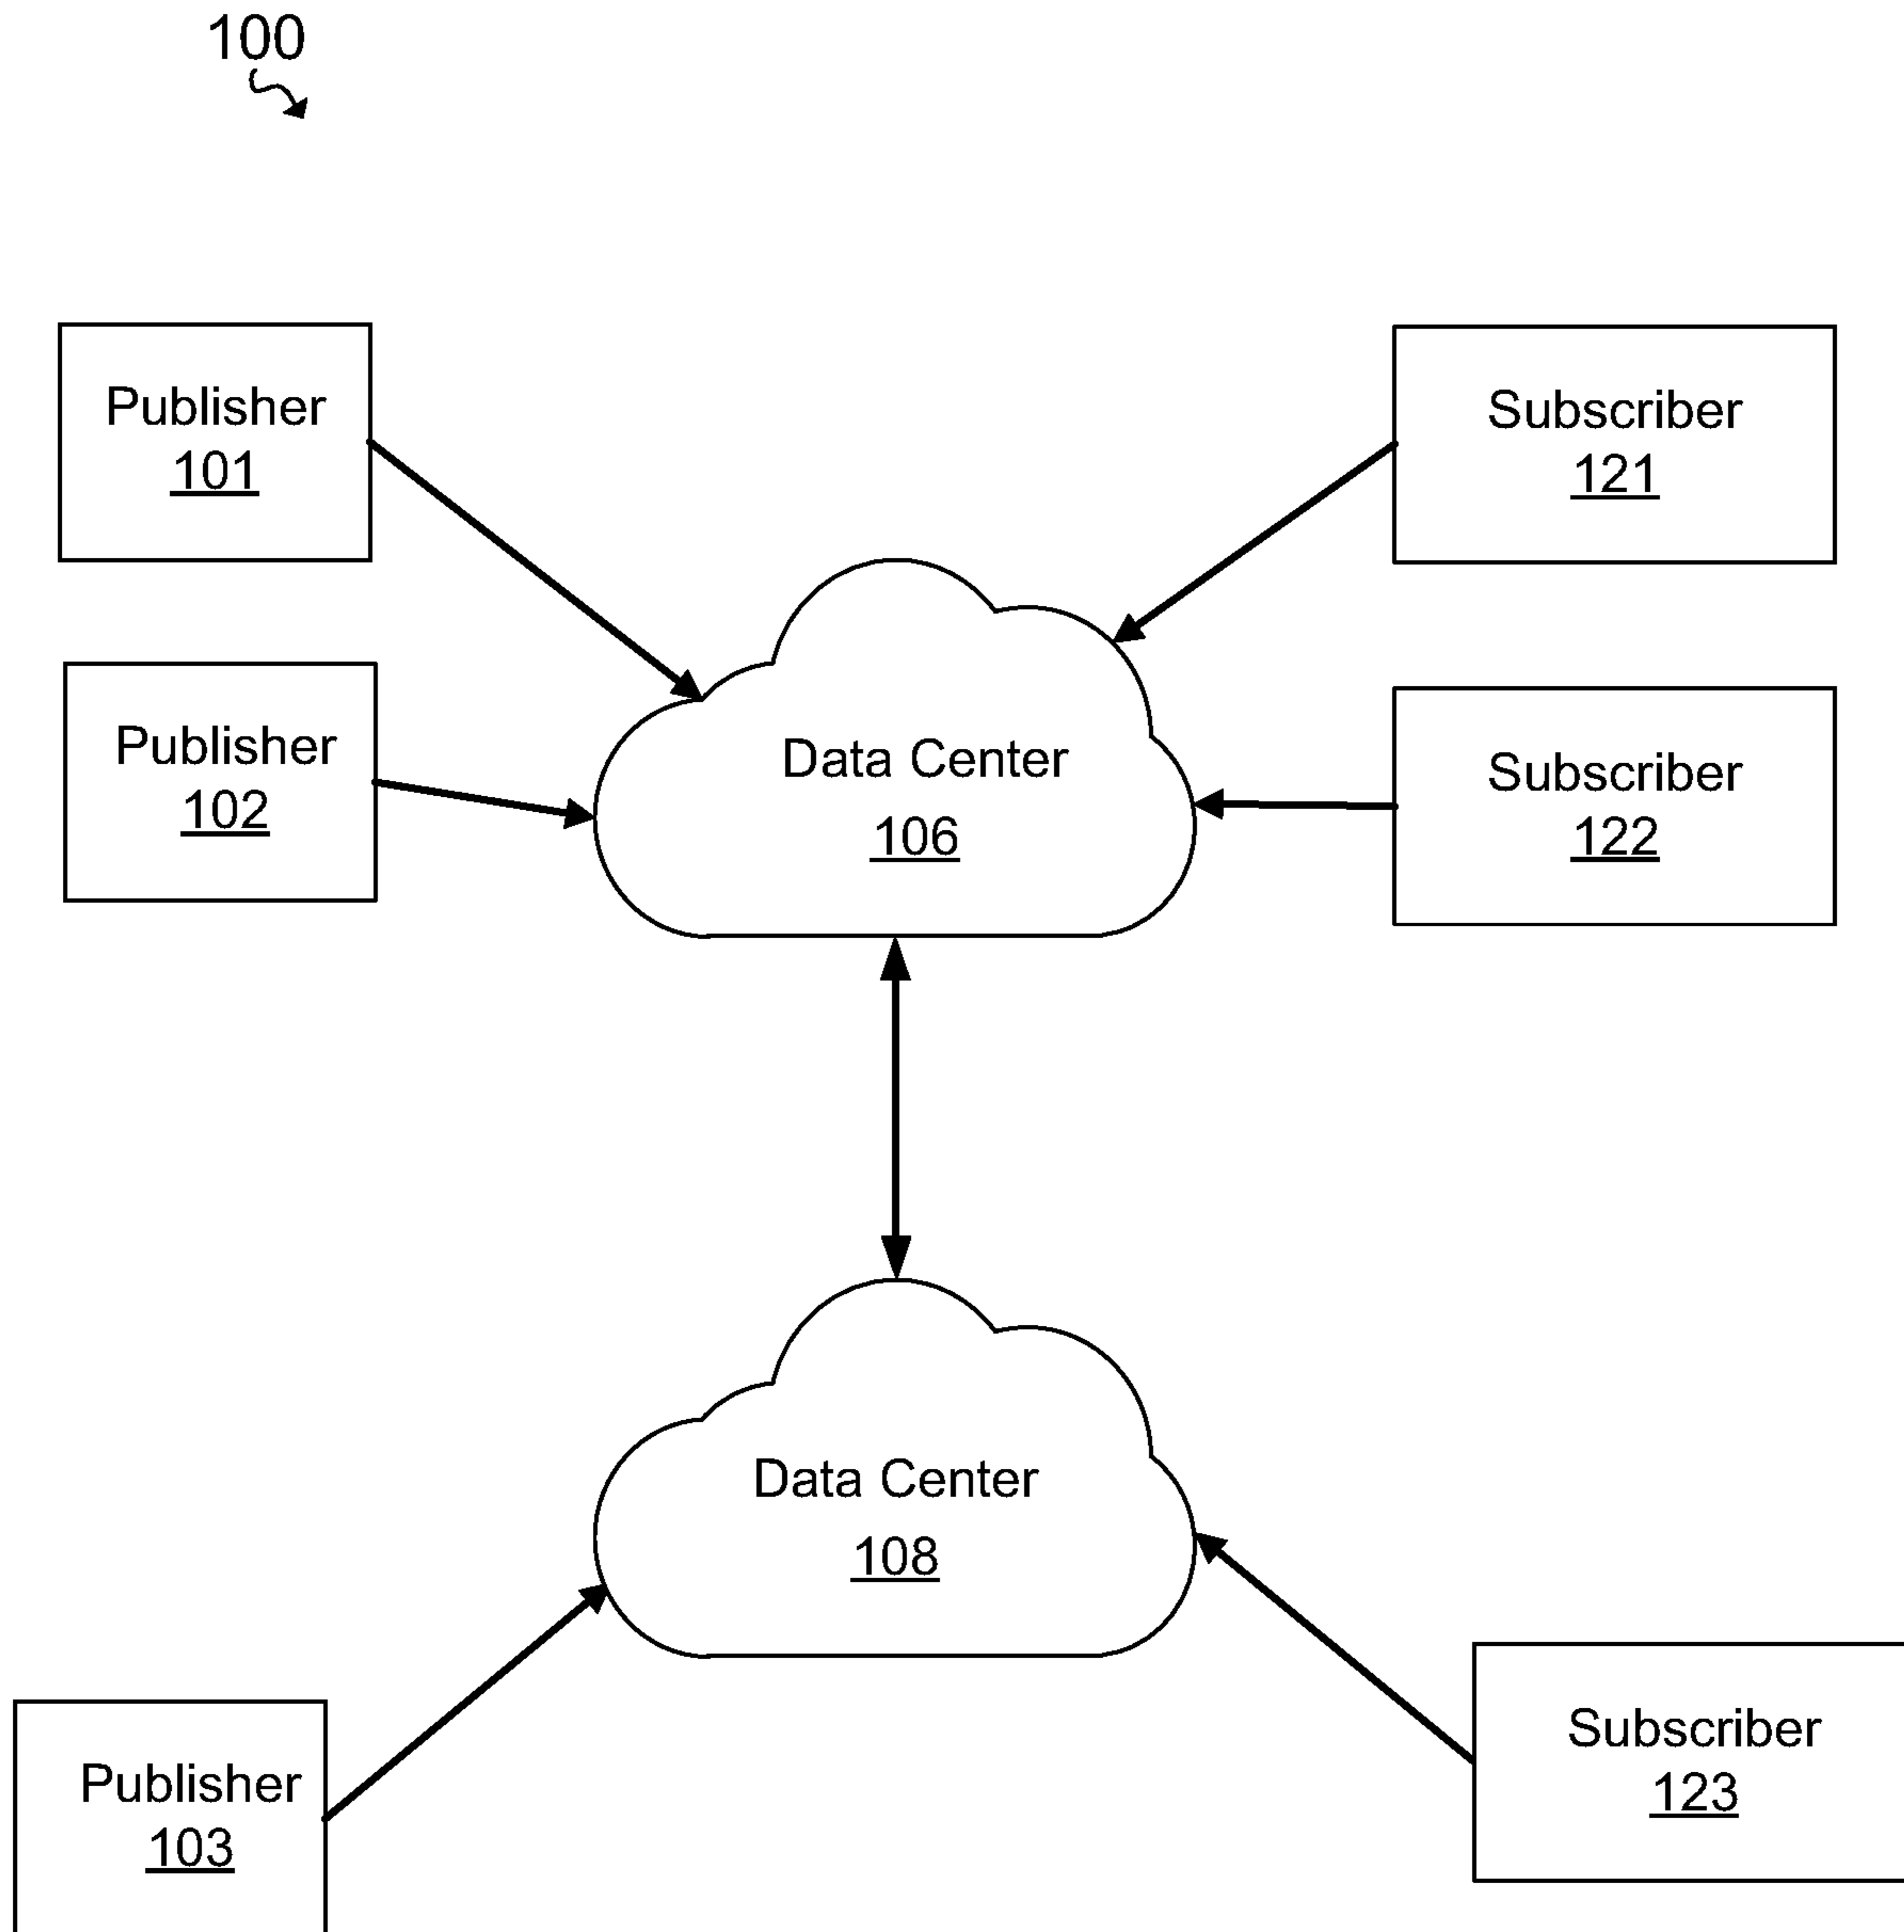 100
Publisher
101
Subscriber
121
Publisher
102
Data Center
106
Subscriber
122
Data Center
108
Publisher
103
Subscriber
123